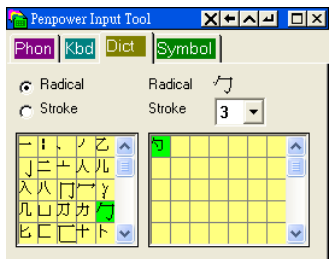 Penpower Input Tool
Phon Kbd Dict Symbol
Radical Radical 勹
Stroke Stroke 3
一 丨 丶 丿 乙 勺
亅 二 亠 人 儿
入 八 冂 冖 冫
几 凵 刀 力 勹
匕 匚 匸 十 卜